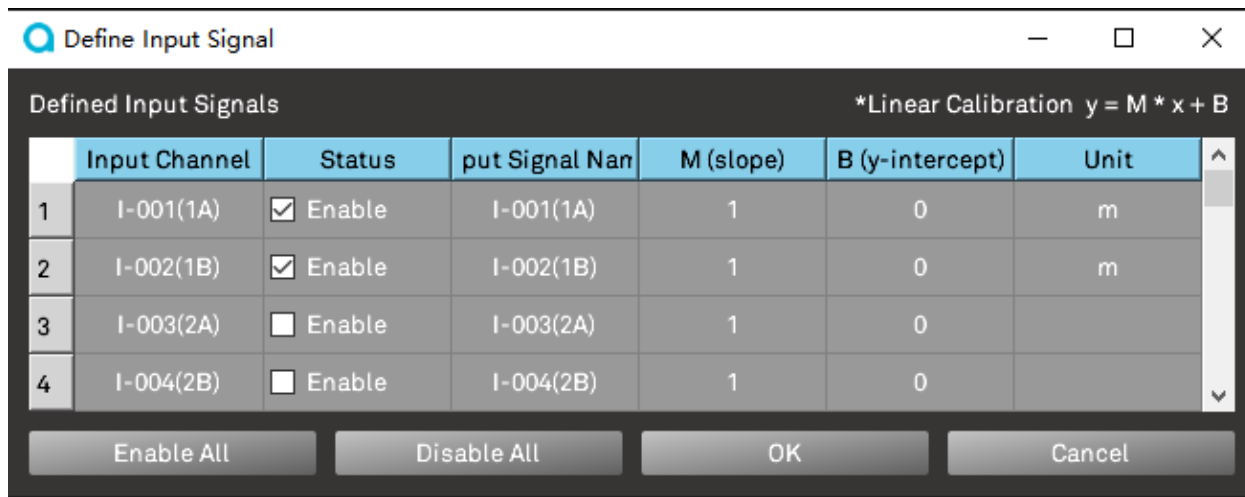 Define Input Signal
Defined Input Signals *Linear Calibration y = M * x + B
Input Channel Status put Signal Nam M (slope) B (y-intercept) Unit
1 I-001(1A) Enable I-001(1A) 1 0 m
2 I-002(1B) Enable I-002(1B) 1 0 m
3 I-003(2A) Enable I-003(2A) 1 0
4 I-004(2B) Enable I-004(2B) 1 0
Enable All Disable All OK Cancel